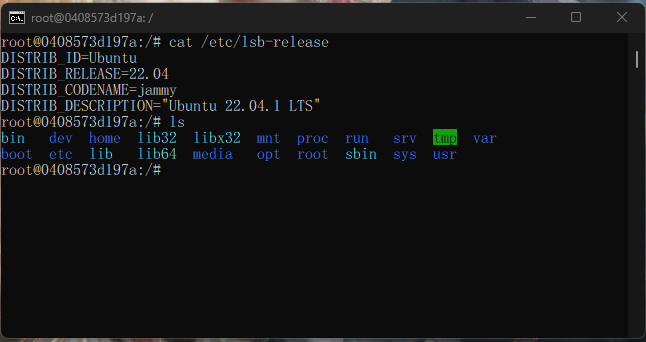 root@0408573d197a: /
root@0408573d197a:/# cat /etc/lsb-release
DISTRIB_ID=Ubuntu
DISTRIB_RELEASE=22.04
DISTRIB_CODENAME=jammy
DISTRIB_DESCRIPTION="Ubuntu 22.04.1 LTS"
root@0408573d197a:/# ls
bin   dev  home  lib32  libx32  mnt  proc  run   srv  tmp  var
boot  etc  lib   lib64  media   opt  root  sbin  sys  usr
root@0408573d197a:/#